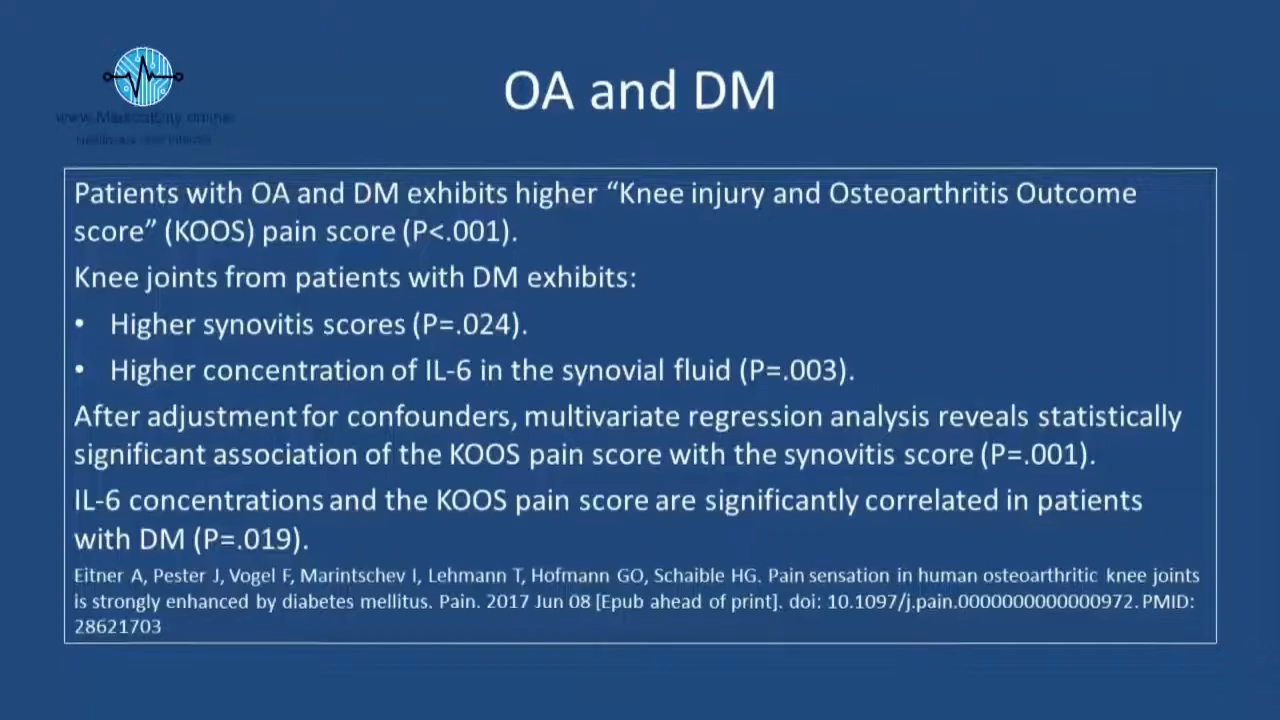 OA and DM
Patients with OA and DM exhibits higher “Knee injury and Osteoarthritis Outcome
score” (KOOS) pain score (P<.001).
Knee joints from patients with DM exhibits:
• Higher synovitis scores (P=.024).
• Higher concentration of IL-6 in the synovial fluid (P=.003).
After adjustment for confounders, multivariate regression analysis reveals statistically
significant association of the KOOS pain score with the synovitis score (P=.001).
IL-6 concentrations and the KOOS pain score are significantly correlated in patients
with DM (P=.019).
Eitner A, Pester J, Vogel F, Marintschev I, Lehmann T, Hofmann GO, Schaible HG. Pain sensation in human osteoarthritic knee joints
is strongly enhanced by diabetes mellitus. Pain. 2017 Jun 08 [Epub ahead of print]. doi: 10.1097/j.pain.0000000000000972. PMID:
28621703